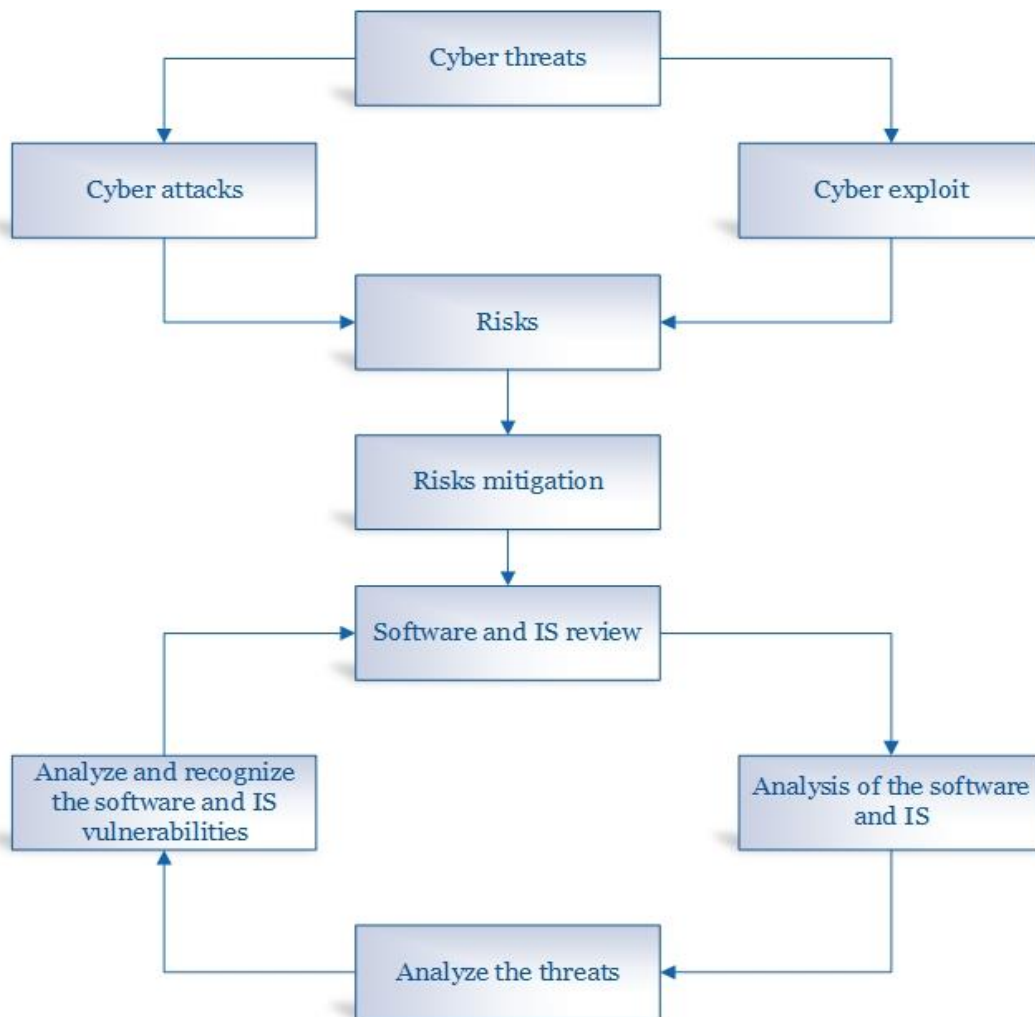 Cyber threats
Cyber attacks
Cyber exploit
Risks
Risks mitigation
Software and IS review
Analyze and recognize
the software and IS
vulnerabilities
Analysis of the software
and IS
Analyze the threats